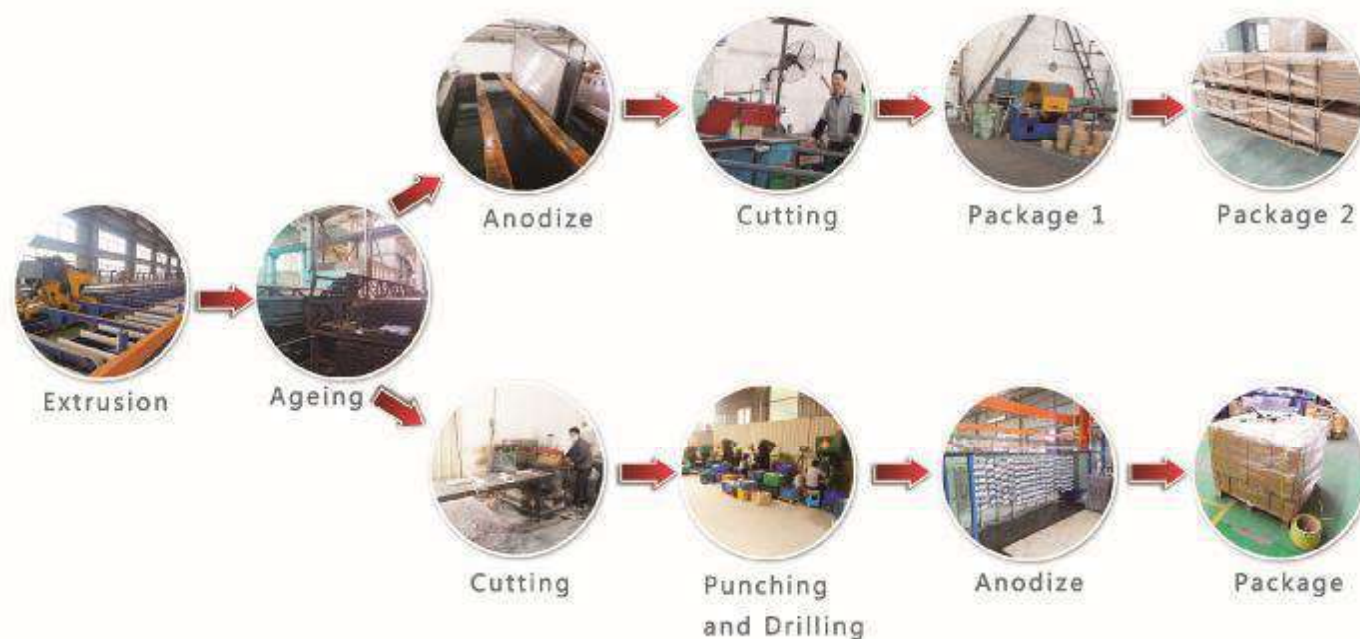 Anodize
Cutting
Package 1
Package 2
Extrusion
Ageing
Cutting
Punching
and Drilling
Anodize
Package